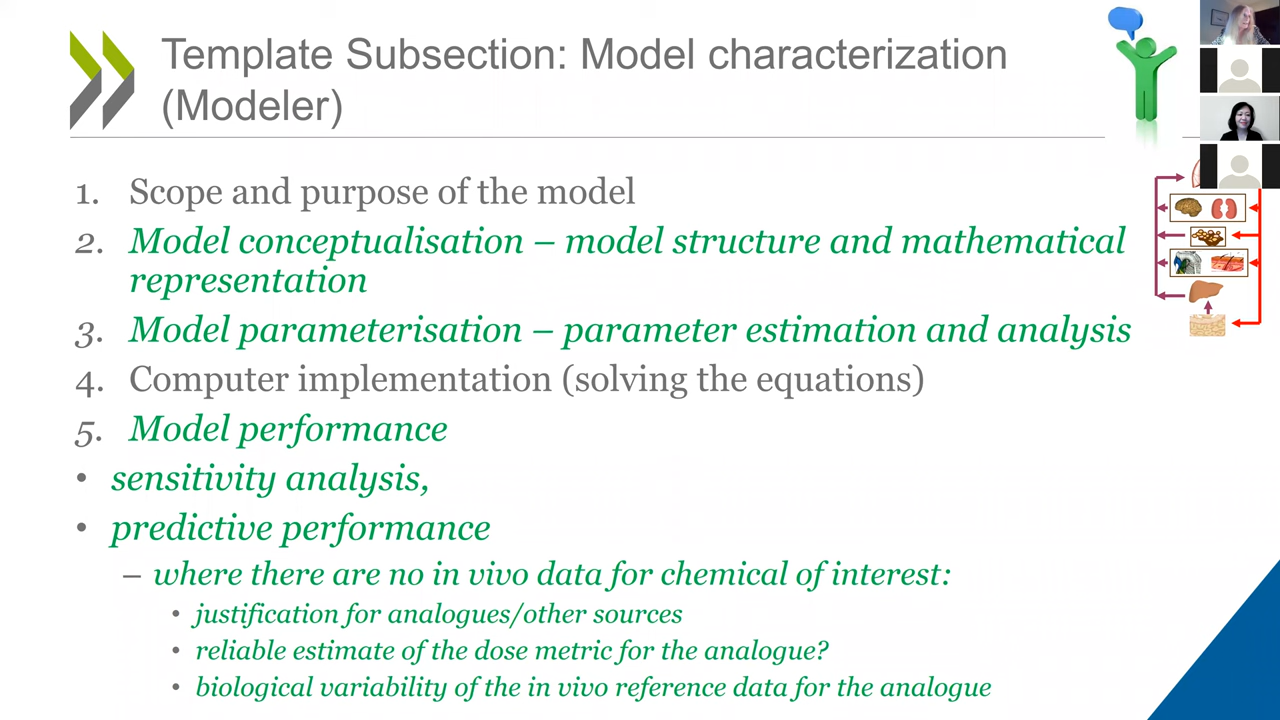 Template Subsection: Model characterization
(Modeler)
1. Scope and purpose of the model
2. Model conceptualisation – model structure and mathematical
representation
3. Model parameterisation – parameter estimation and analysis
4. Computer implementation (solving the equations)
5. Model performance
• sensitivity analysis,
• predictive performance
– where there are no in vivo data for chemical of interest:
• justification for analogues/other sources
• reliable estimate of the dose metric for the analogue?
• biological variability of the in vivo reference data for the analogue